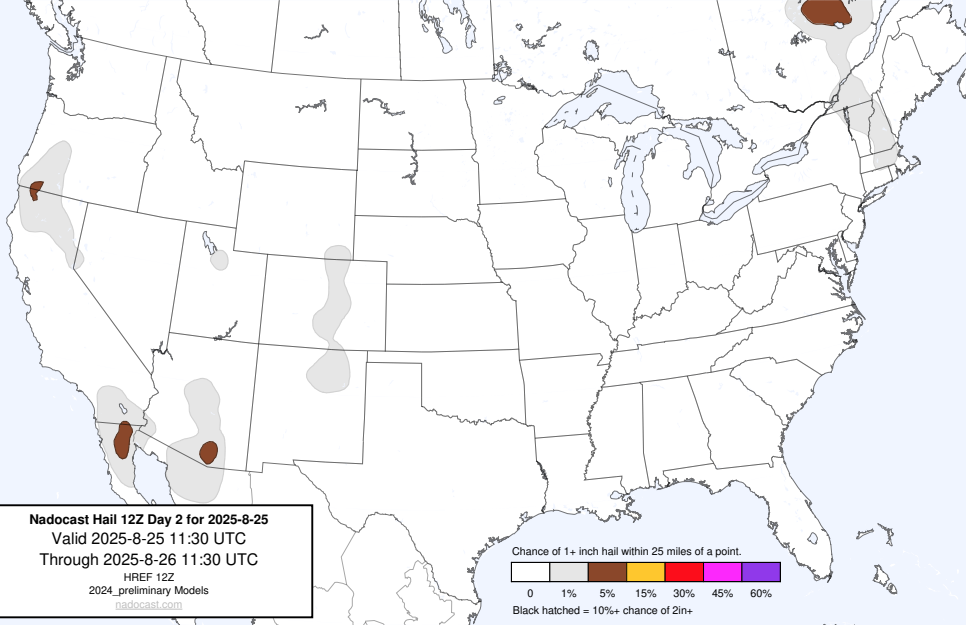 Nadocast Hail 12Z Day 2 for 2025-8-25
Valid 2025-8-25 11:30 UTC
Through 2025-8-26 11:30 UTC
HREF 12Z
2024_preliminary Models
nadocast.com
Chance of 1+ inch hail within 25 miles of a point.
0 1% 5% 15% 30% 45% 60%
Black hatched = 10%+ chance of 2in+